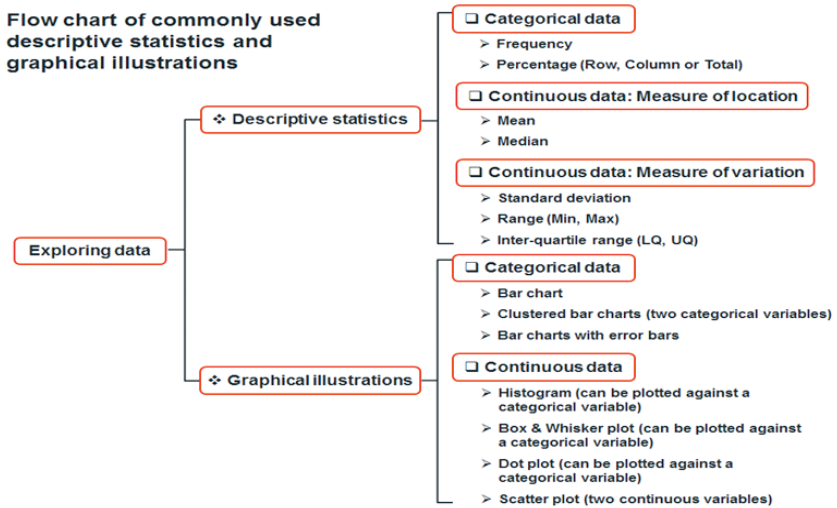 Flow chart of commonly used
descriptive statistics and
graphical illustrations
Exploring data
❖ Descriptive statistics
❑ Categorical data
➢ Frequency
➢ Percentage (Row, Column or Total)
❑ Continuous data: Measure of location
➢ Mean
➢ Median
❑ Continuous data: Measure of variation
➢ Standard deviation
➢ Range (Min, Max)
➢ Inter-quartile range (LQ, UQ)
❖ Graphical illustrations
❑ Categorical data
➢ Bar chart
➢ Clustered bar charts (two categorical variables)
➢ Bar charts with error bars
❑ Continuous data
➢ Histogram (can be plotted against a
categorical variable)
➢ Box & Whisker plot (can be plotted against
a categorical variable)
➢ Dot plot (can be plotted against a
categorical variable)
➢ Scatter plot (two continuous variables)